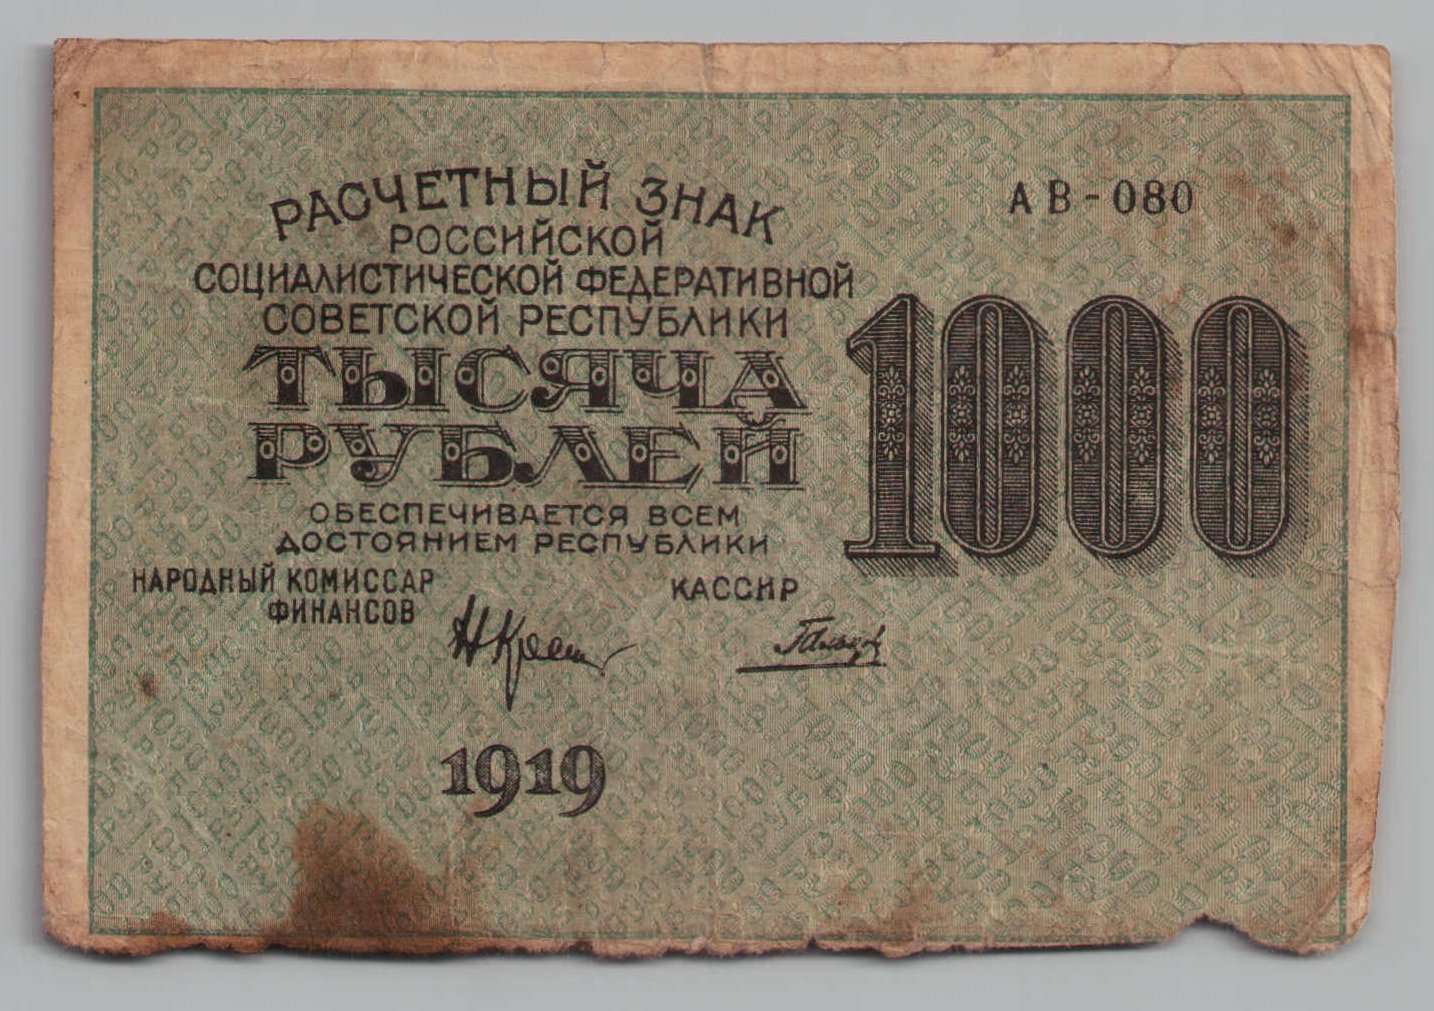 РАСЧЕТНЫЙ ЗНАК
РОССИЙСКОЙ
СОЦИАЛИСТИЧЕСКОЙ ФЕДЕРАТИВНОЙ
СОВЕТСКОЙ РЕСПУБЛИКИ
ТЫСЯЧА
РУБЛЕЙ
ОБЕСПЕЧИВАЕТСЯ ВСЕМ
ДОСТОЯНИЕМ РЕСПУБЛИКИ
АВ-080
1000
НАРОДНЫЙ КОМИССАР
ФИНАНСОВ
КАССИР
1919